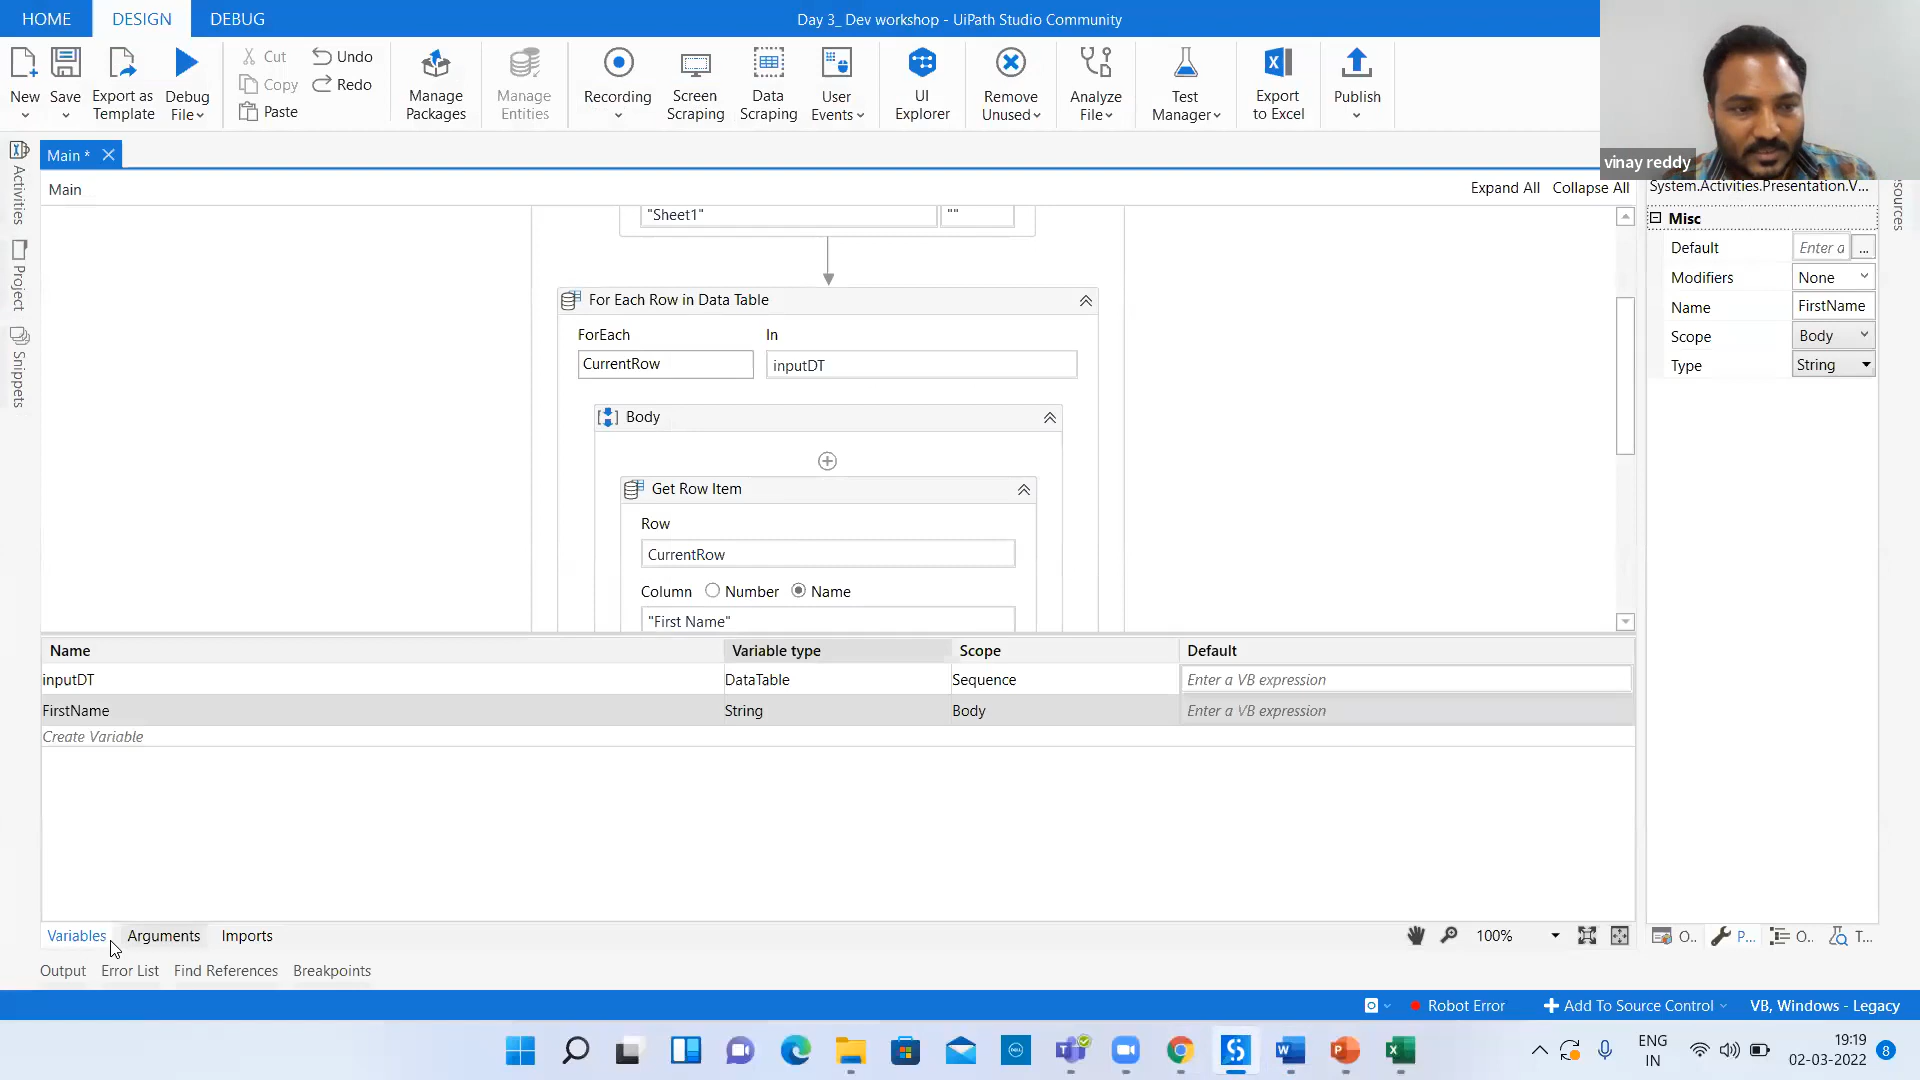 HOME DESIGN DEBUG
Day 3_ Dev workshop - UiPath Studio Community
New
Save
Export as Template
Debug File
Cut
Copy
Paste
Undo
Redo
Manage Packages
Manage Entities
Recording
Screen Scraping
Data Scraping
User Events
UI Explorer
Remove Unused
Analyze File
Test Manager
Export to Excel
Publish
vinay reddy
Activities
Project
Snippets
Main *
Main
Expand All Collapse All
"Sheet1" ""
For Each Row in Data Table
ForEach In
CurrentRow inputDT
Body
Get Row Item
Row
CurrentRow
Column Number Name
"First Name"
System.Activities.Presentation.V...
Misc
Default Enter a ...
Modifiers None
Name FirstName
Scope Body
Type String
Name Variable type Scope Default
inputDT DataTable Sequence Enter a VB expression
FirstName String Body Enter a VB expression
Create Variable
Variables Arguments Imports
100%
O.. P... O.. T...
Output Error List Find References Breakpoints
Robot Error Add To Source Control VB, Windows - Legacy
ENG
IN
19:19
02-03-2022
8